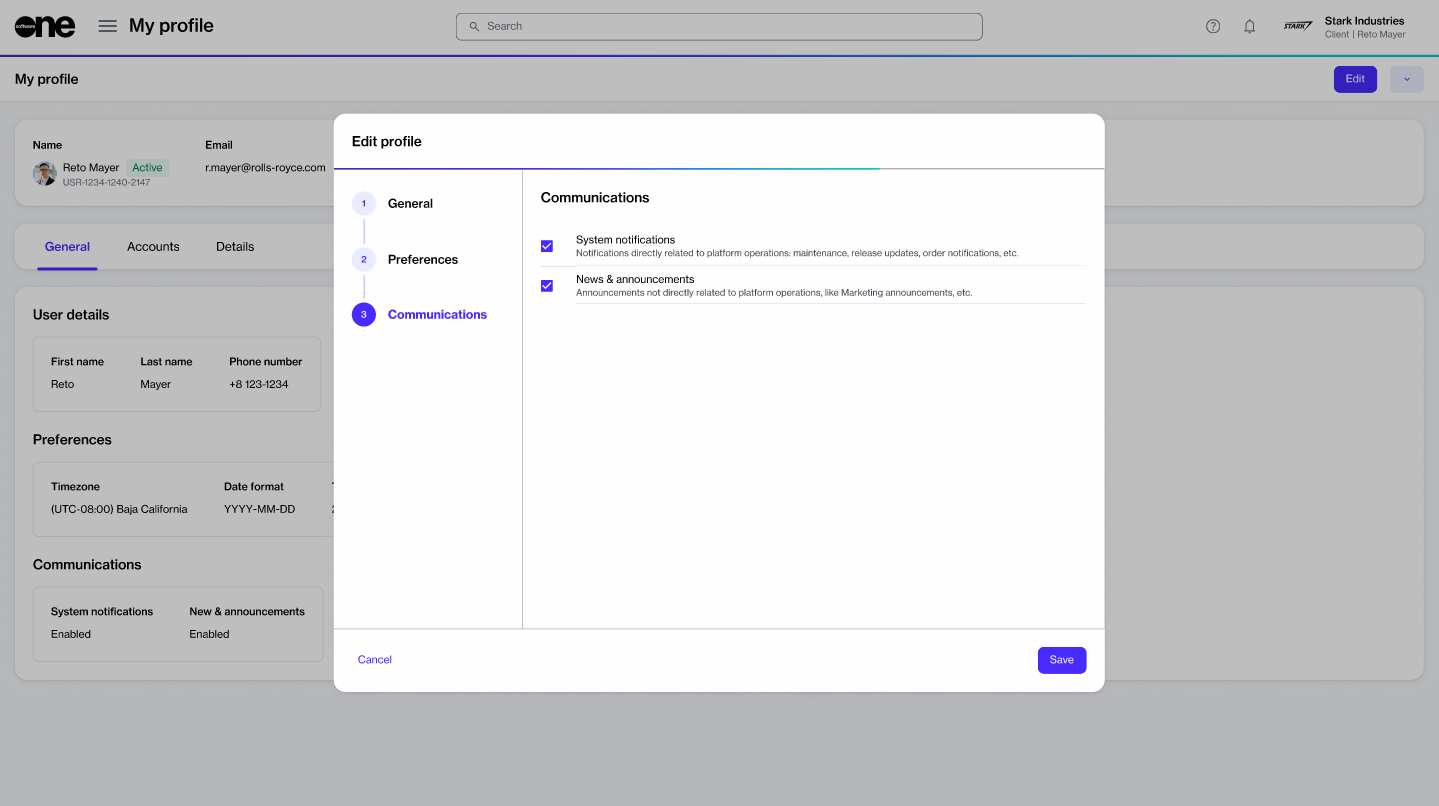 software one
My profile
Search
STARK
Stark Industries
Client | Reto Mayer
My profile
Edit
Name
Email
Reto Mayer
Active
USR-1234-1240-2147
r.mayer@rolls-royce.com
General
Accounts
Details
User details
First name
Last name
Phone number
Reto
Mayer
+8 123-1234
Preferences
Timezone
Date format
(UTC-08:00) Baja California
YYYY-MM-DD
Communications
System notifications
New & announcements
Enabled
Enabled
Edit profile
1
General
2
Preferences
3
Communications
Communications
System notifications
Notifications directly related to platform operations: maintenance, release updates, order notifications, etc.
News & announcements
Announcements not directly related to platform operations, like Marketing announcements, etc.
Cancel
Save